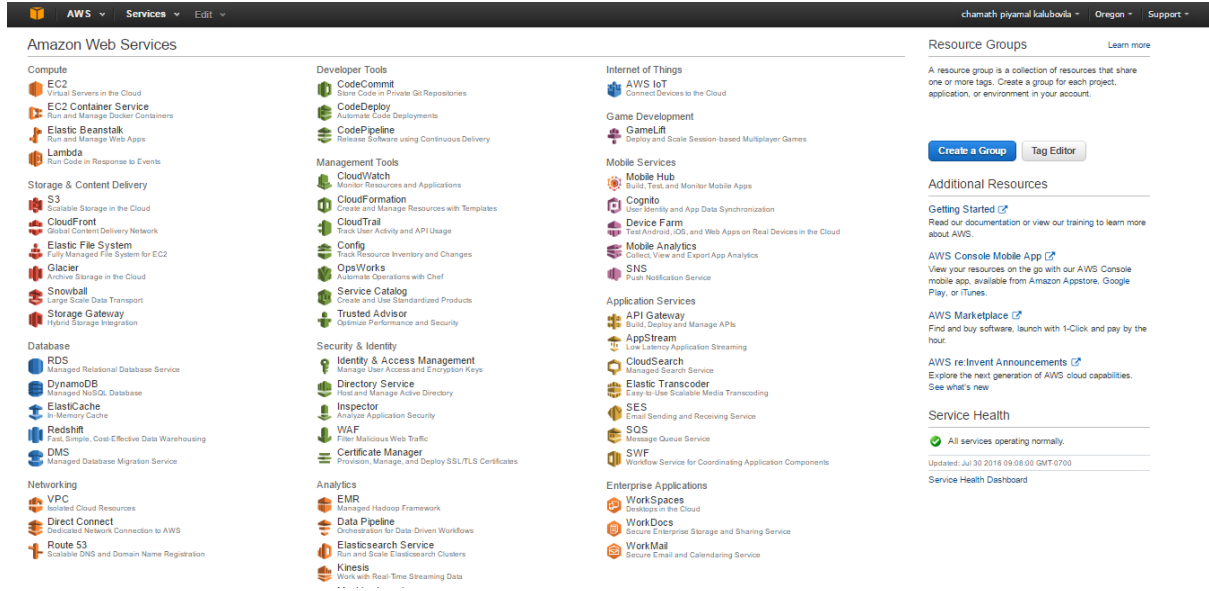 AWS Services Edit chamath piyamal kalubovila Oregon Support
Amazon Web Services
Compute
EC2
Virtual Servers in the Cloud
EC2 Container Service
Run and Manage Docker Containers
Elastic Beanstalk
Run and Manage Web Apps
Lambda
Run Code in Response to Events
Storage & Content Delivery
S3
Scalable Storage in the Cloud
CloudFront
Global Content Delivery Network
Elastic File System
Fully Managed File System for EC2
Glacier
Archive Storage in the Cloud
Snowball
Large Scale Data Transport
Storage Gateway
Hybrid Storage Integration
Database
RDS
Managed Relational Database Service
DynamoDB
Managed NoSQL Database
ElastiCache
In-Memory Cache
Redshift
Fast, Simple, Cost-Effective Data Warehousing
DMS
Managed Database Migration Service
Networking
VPC
Isolated Cloud Resources
Direct Connect
Dedicated Network Connection to AWS
Route 53
Scalable DNS and Domain Name Registration
Developer Tools
CodeCommit
Store Code in Private Git Repositories
CodeDeploy
Automate Code Deployments
CodePipeline
Release Software using Continuous Delivery
Management Tools
CloudWatch
Monitor Resources and Applications
CloudFormation
Create and Manage Resources with Templates
CloudTrail
Track User Activity and API Usage
Config
Track Resource Inventory and Changes
OpsWorks
Automate Operations with Chef
Service Catalog
Create and Use Standardized Products
Trusted Advisor
Optimize Performance and Security
Security & Identity
Identity & Access Management
Manage User Access and Encryption Keys
Directory Service
Host and Manage Active Directory
Inspector
Analyze Application Security
WAF
Filter Malicious Web Traffic
Certificate Manager
Provision, Manage, and Deploy SSL/TLS Certificates
Analytics
EMR
Managed Hadoop Framework
Data Pipeline
Orchestration for Data-Driven Workflows
Elasticsearch Service
Run and Scale Elasticsearch Clusters
Kinesis
Work with Real-Time Streaming Data
Internet of Things
AWS IoT
Connect Devices to the Cloud
Game Development
GameLift
Deploy and Scale Session-based Multiplayer Games
Mobile Services
Mobile Hub
Build, Test, and Monitor Mobile Apps
Cognito
User Identity and App Data Synchronization
Device Farm
Test Android, iOS, and Web Apps on Real Devices in the Cloud
Mobile Analytics
Collect, View and Export App Analytics
SNS
Push Notification Service
Application Services
API Gateway
Build, Deploy and Manage APIs
AppStream
Low Latency Application Streaming
CloudSearch
Managed Search Service
Elastic Transcoder
Easy-to-Use Scalable Media Transcoding
SES
Email Sending and Receiving Service
SQS
Message Queue Service
SWF
Workflow Service for Coordinating Application Components
Enterprise Applications
WorkSpaces
Desktops in the Cloud
WorkDocs
Secure Enterprise Storage and Sharing Service
WorkMail
Secure Email and Calendaring Service
Resource Groups Learn more
A resource group is a collection of resources that share
one or more tags. Create a group for each project,
application, or environment in your account.
Create a Group Tag Editor
Additional Resources
Getting Started
Read our documentation or view our training to learn more
about AWS.
AWS Console Mobile App
View your resources on the go with our AWS Console
mobile app, available from Amazon Appstore, Google
Play, or iTunes.
AWS Marketplace
Find and buy software, launch with 1-Click and pay by the
hour.
AWS re:Invent Announcements
Explore the next generation of AWS cloud capabilities.
See what's new
Service Health
All services operating normally.
Updated: Jul 30 2016 09:08:00 GMT-0700
Service Health Dashboard